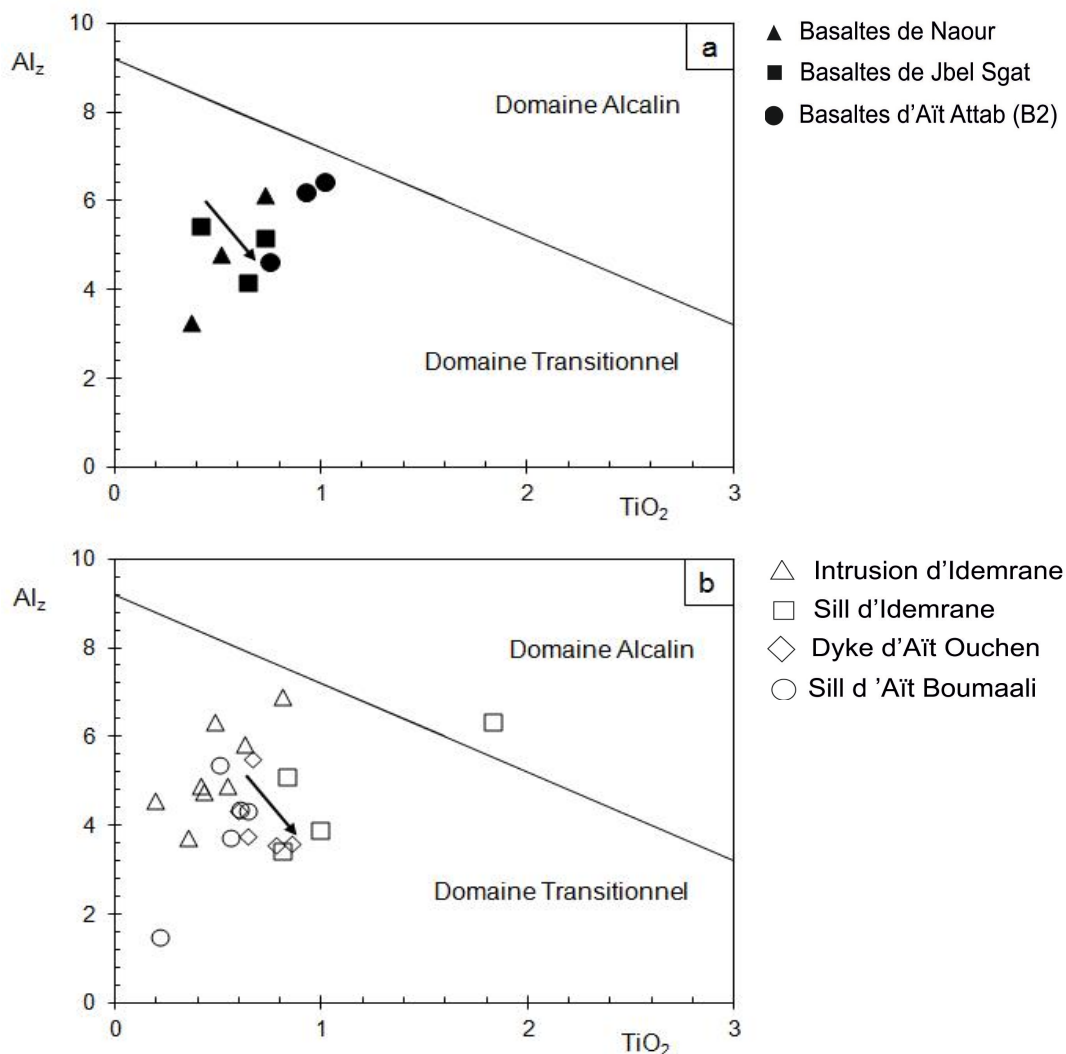 10
a
Al_z
8
6
4
2
0
Domaine Alcalin
Domaine Transitionnel
0 1 2 3
TiO₂
Basaltes de Naour
Basaltes de Jbel Sgat
Basaltes d'Aït Attab (B2)
10
b
Al_z
8
6
4
2
0
Domaine Alcalin
Domaine Transitionnel
0 1 2 3
TiO₂
Intrusion d'Idemrane
Sill d'Idemrane
Dyke d'Aït Ouchen
Sill d 'Aït Boumaali